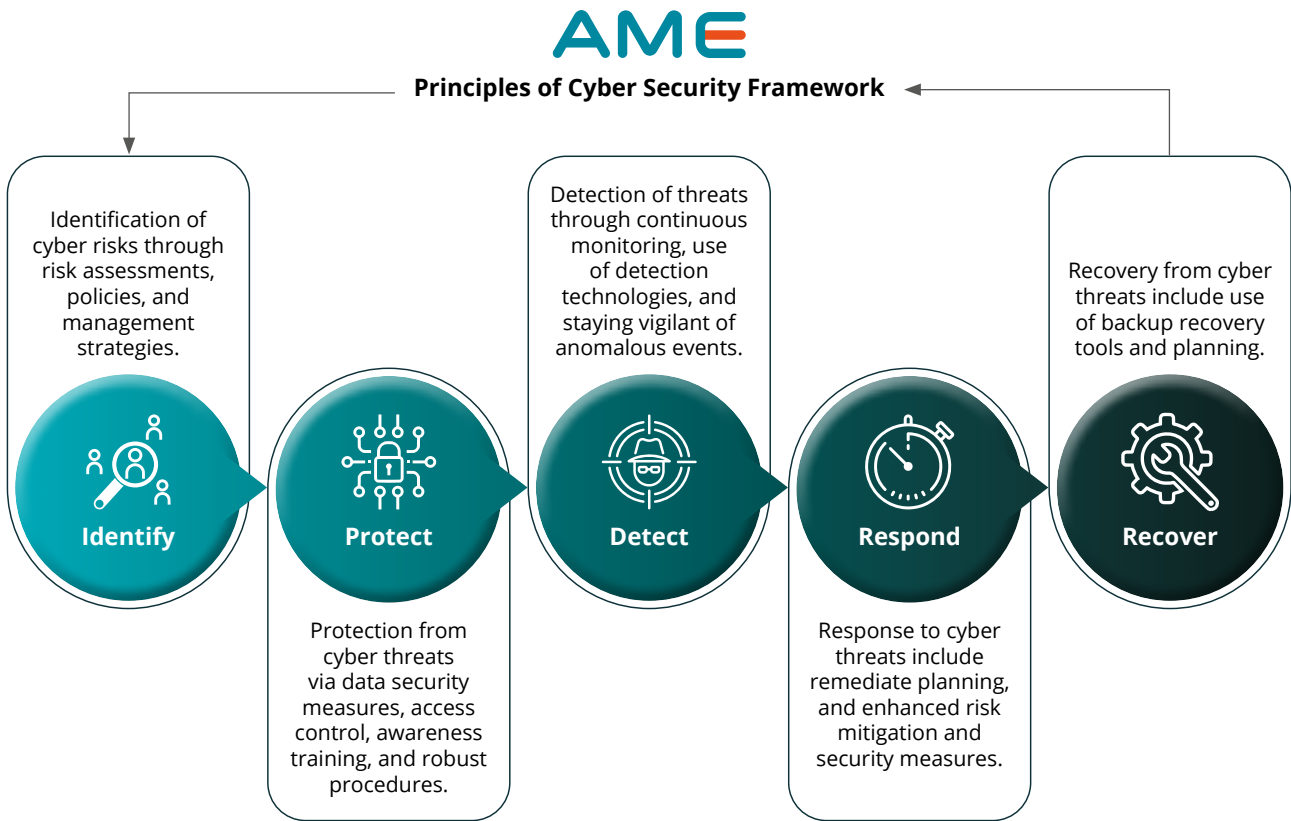 AME
Principles of Cyber Security Framework
Identification of
cyber risks through
risk assessments,
policies, and
management
strategies.
Identify
Protect
Protection from
cyber threats
via data security
measures, access
control, awareness
training, and robust
procedures.
Detection of threats
through continuous
monitoring, use
of detection
technologies, and
staying vigilant of
anomalous events.
Detect
Respond
Response to cyber
threats include
remediate planning,
and enhanced risk
mitigation and
security measures.
Recovery from cyber
threats include use
of backup recovery
tools and planning.
Recover